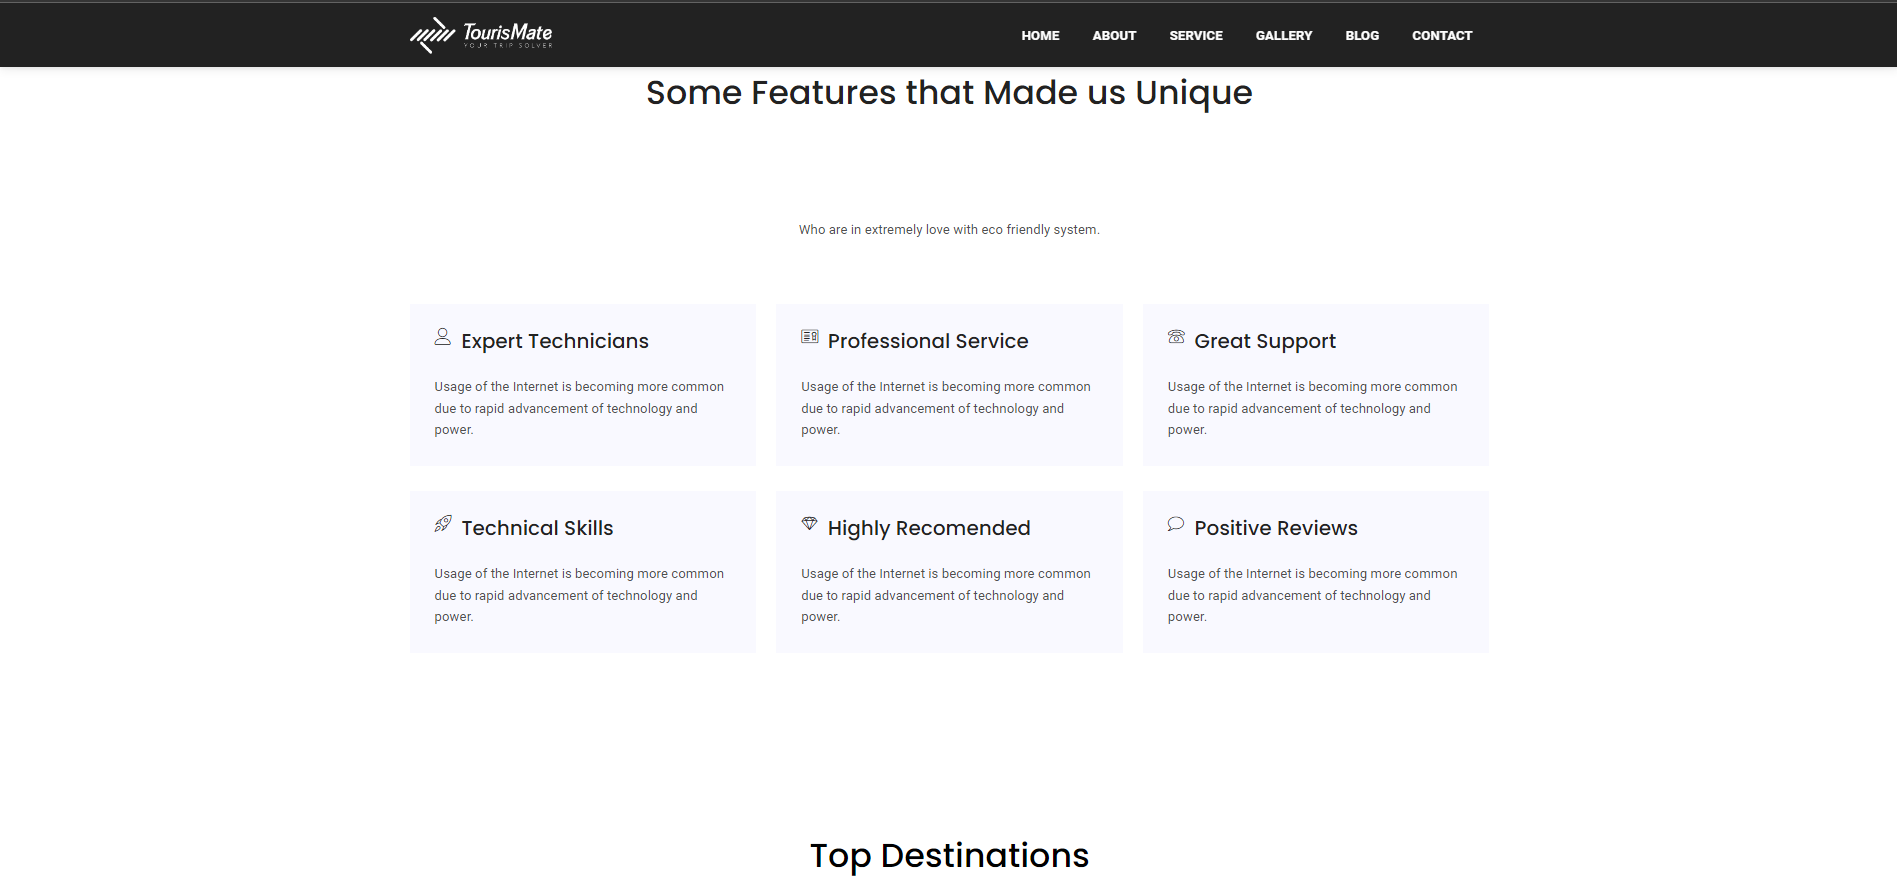 TourisMate
YOUR TRIP SOLVER
HOME ABOUT SERVICE GALLERY BLOG CONTACT
Some Features that Made us Unique
Who are in extremely love with eco friendly system.
Expert Technicians
Usage of the Internet is becoming more common
due to rapid advancement of technology and
power.
Professional Service
Usage of the Internet is becoming more common
due to rapid advancement of technology and
power.
Great Support
Usage of the Internet is becoming more common
due to rapid advancement of technology and
power.
Technical Skills
Usage of the Internet is becoming more common
due to rapid advancement of technology and
power.
Highly Recomended
Usage of the Internet is becoming more common
due to rapid advancement of technology and
power.
Positive Reviews
Usage of the Internet is becoming more common
due to rapid advancement of technology and
power.
Top Destinations